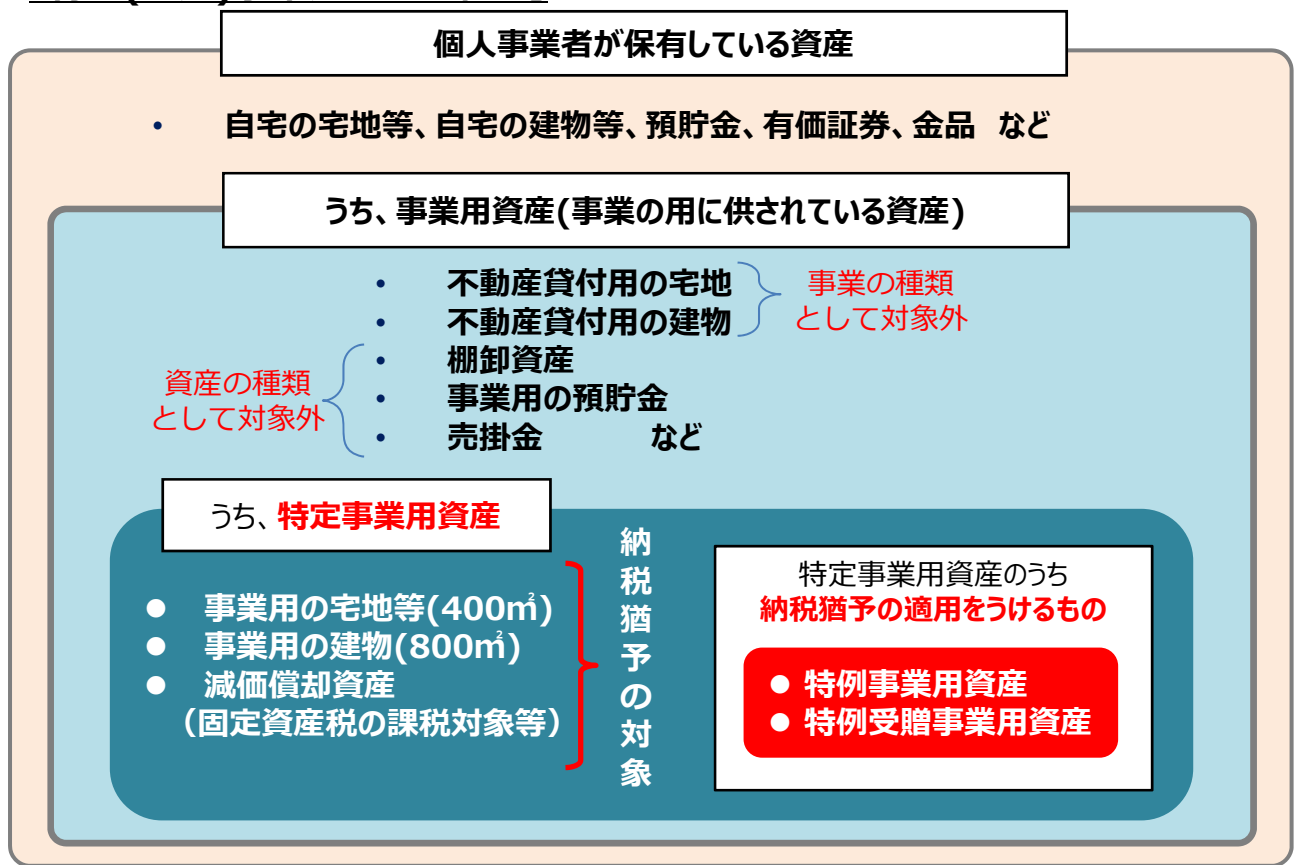 個人事業者が保有している資産
・ 自宅の宅地等、自宅の建物等、預貯金、有価証券、金品 など
うち、事業用資産(事業の用に供されている資産)
・ 不動産貸付用の宅地
・ 不動産貸付用の建物
事業の種類
として対象外
・ 棚卸資産
・ 事業用の預貯金
・ 売掛金 など
資産の種類
として対象外
うち、特定事業用資産
● 事業用の宅地等(400㎡)
● 事業用の建物(800㎡)
● 減価償却資産
（固定資産税の課税対象等）
納税猶予の対象
特定事業用資産のうち
納税猶予の適用をうけるもの
● 特例事業用資産
● 特例受贈事業用資産